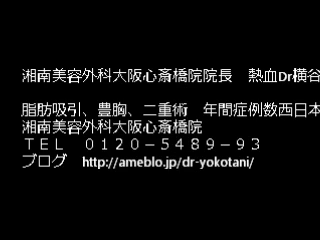 湘南美容外科大阪心斎橋院院長　熱血Dr横谷
脂肪吸引、豊胸、二重術　年間症例数西日本
湘南美容外科大阪心斎橋院
ＴＥＬ　０１２０－５４８９－９３
ブログ　http://ameblo.jp/dr-yokotani/